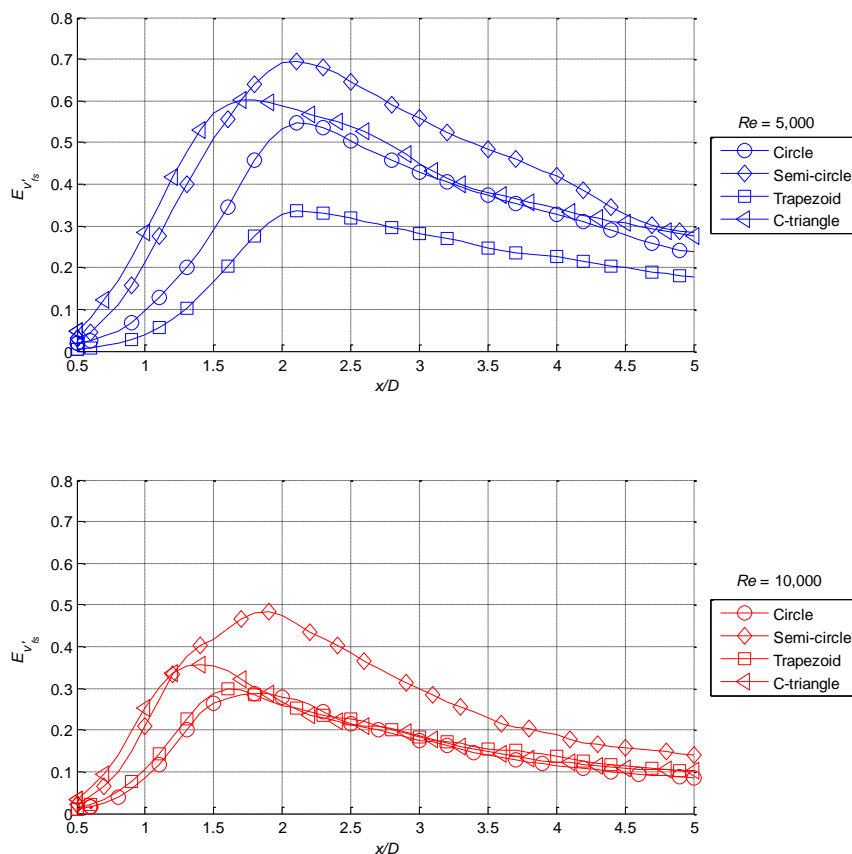 0.8
0.7
0.6
0.5
0.4
0.3
0.2
0.1
0
E_{v'_{fs}}
0.5 1 1.5 2 2.5 3 3.5 4 4.5 5
x/D
Re = 5,000
Circle
Semi-circle
Trapezoid
C-triangle
0.8
0.7
0.6
0.5
0.4
0.3
0.2
0.1
0
E_{v'_{fs}}
0.5 1 1.5 2 2.5 3 3.5 4 4.5 5
x/D
Re = 10,000
Circle
Semi-circle
Trapezoid
C-triangle